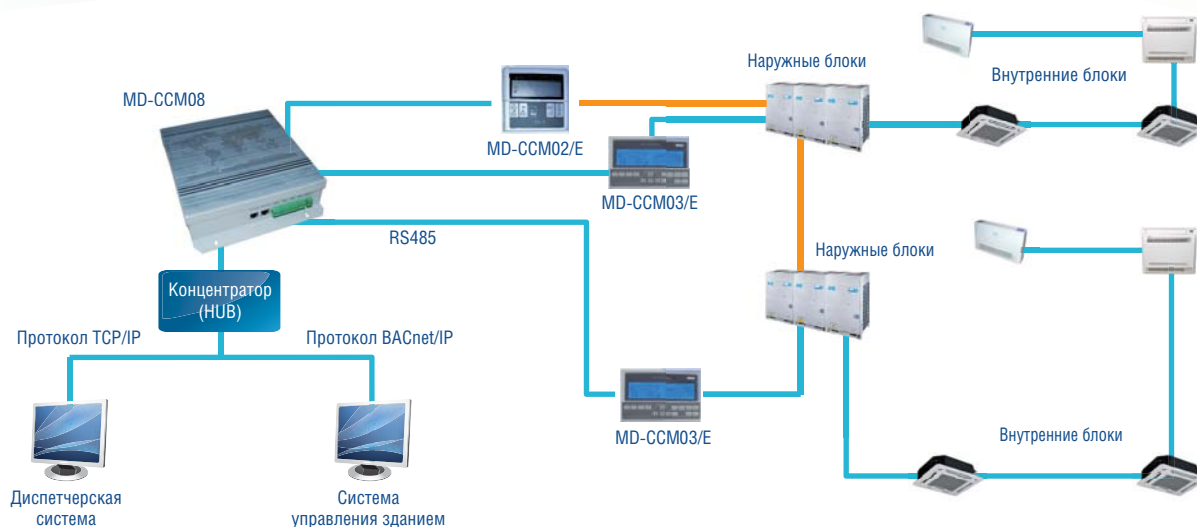 MD-CCM08
MD-CCM02/E
Наружные блоки
Внутренние блоки
MD-CCM03/E
RS485
Наружные блоки
Концентратор
(HUB)
Протокол TCP/IP
Протокол BACnet/IP
MD-CCM03/E
Внутренние блоки
Диспетчерская
система
Система
управления зданием